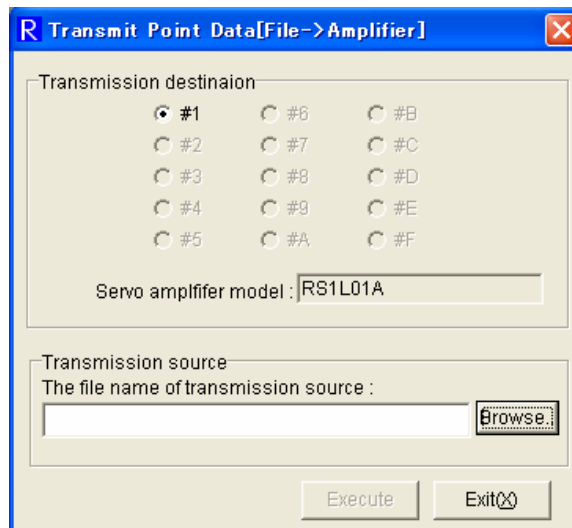 R Transmit Point Data[File->Amplifier]
Transmission destinaion
#1 #6 #B
#2 #7 #C
#3 #8 #D
#4 #9 #E
#5 #A #F
Servo amplfifer model : RS1L01A
Transmission source
The file name of transmission source :
Browse.
Execute Exit(X)